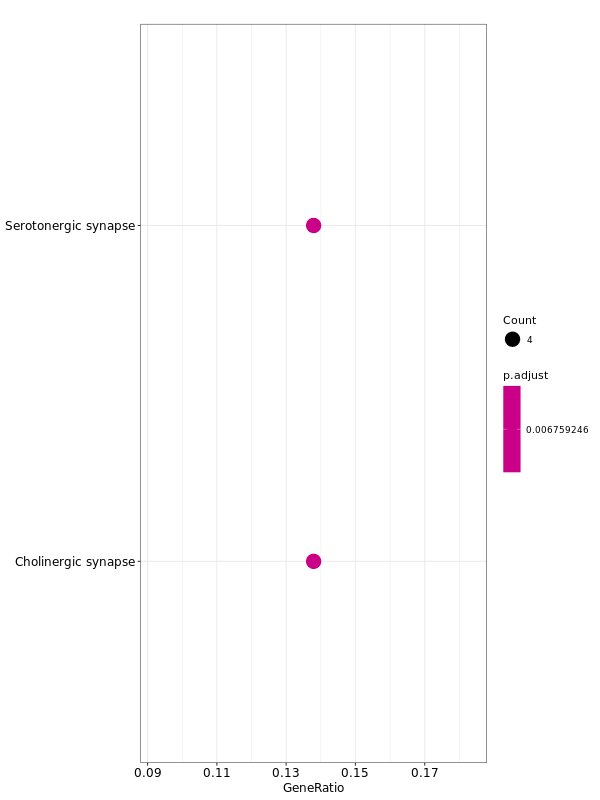 Serotonergic synapse
Cholinergic synapse
0.09 0.11 0.13 0.15 0.17
GeneRatio
Count
4
p.adjust
0.006759246